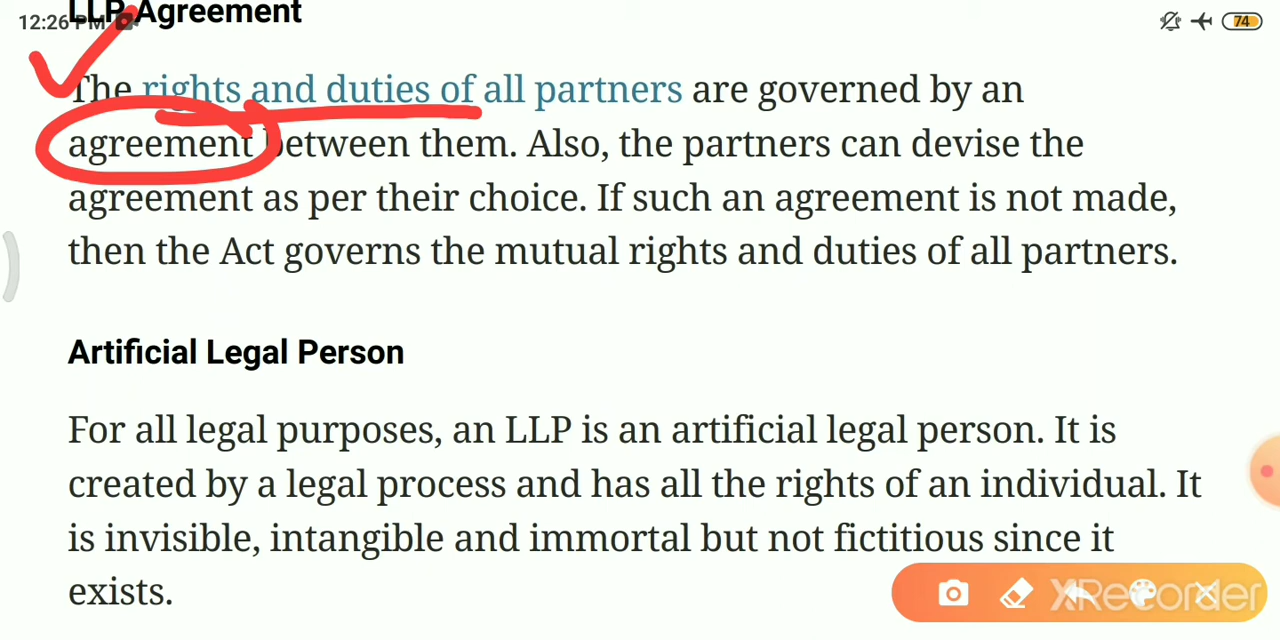 LLP Agreement
12:26 PM
74
The rights and duties of all partners are governed by an
agreement between them. Also, the partners can devise the
agreement as per their choice. If such an agreement is not made,
then the Act governs the mutual rights and duties of all partners.
Artificial Legal Person
For all legal purposes, an LLP is an artificial legal person. It is
created by a legal process and has all the rights of an individual. It
is invisible, intangible and immortal but not fictitious since it
exists.
XRecorder